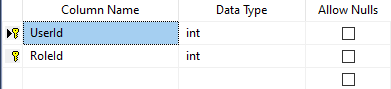 Column Name Data Type Allow Nulls
UserId int
RoleId int